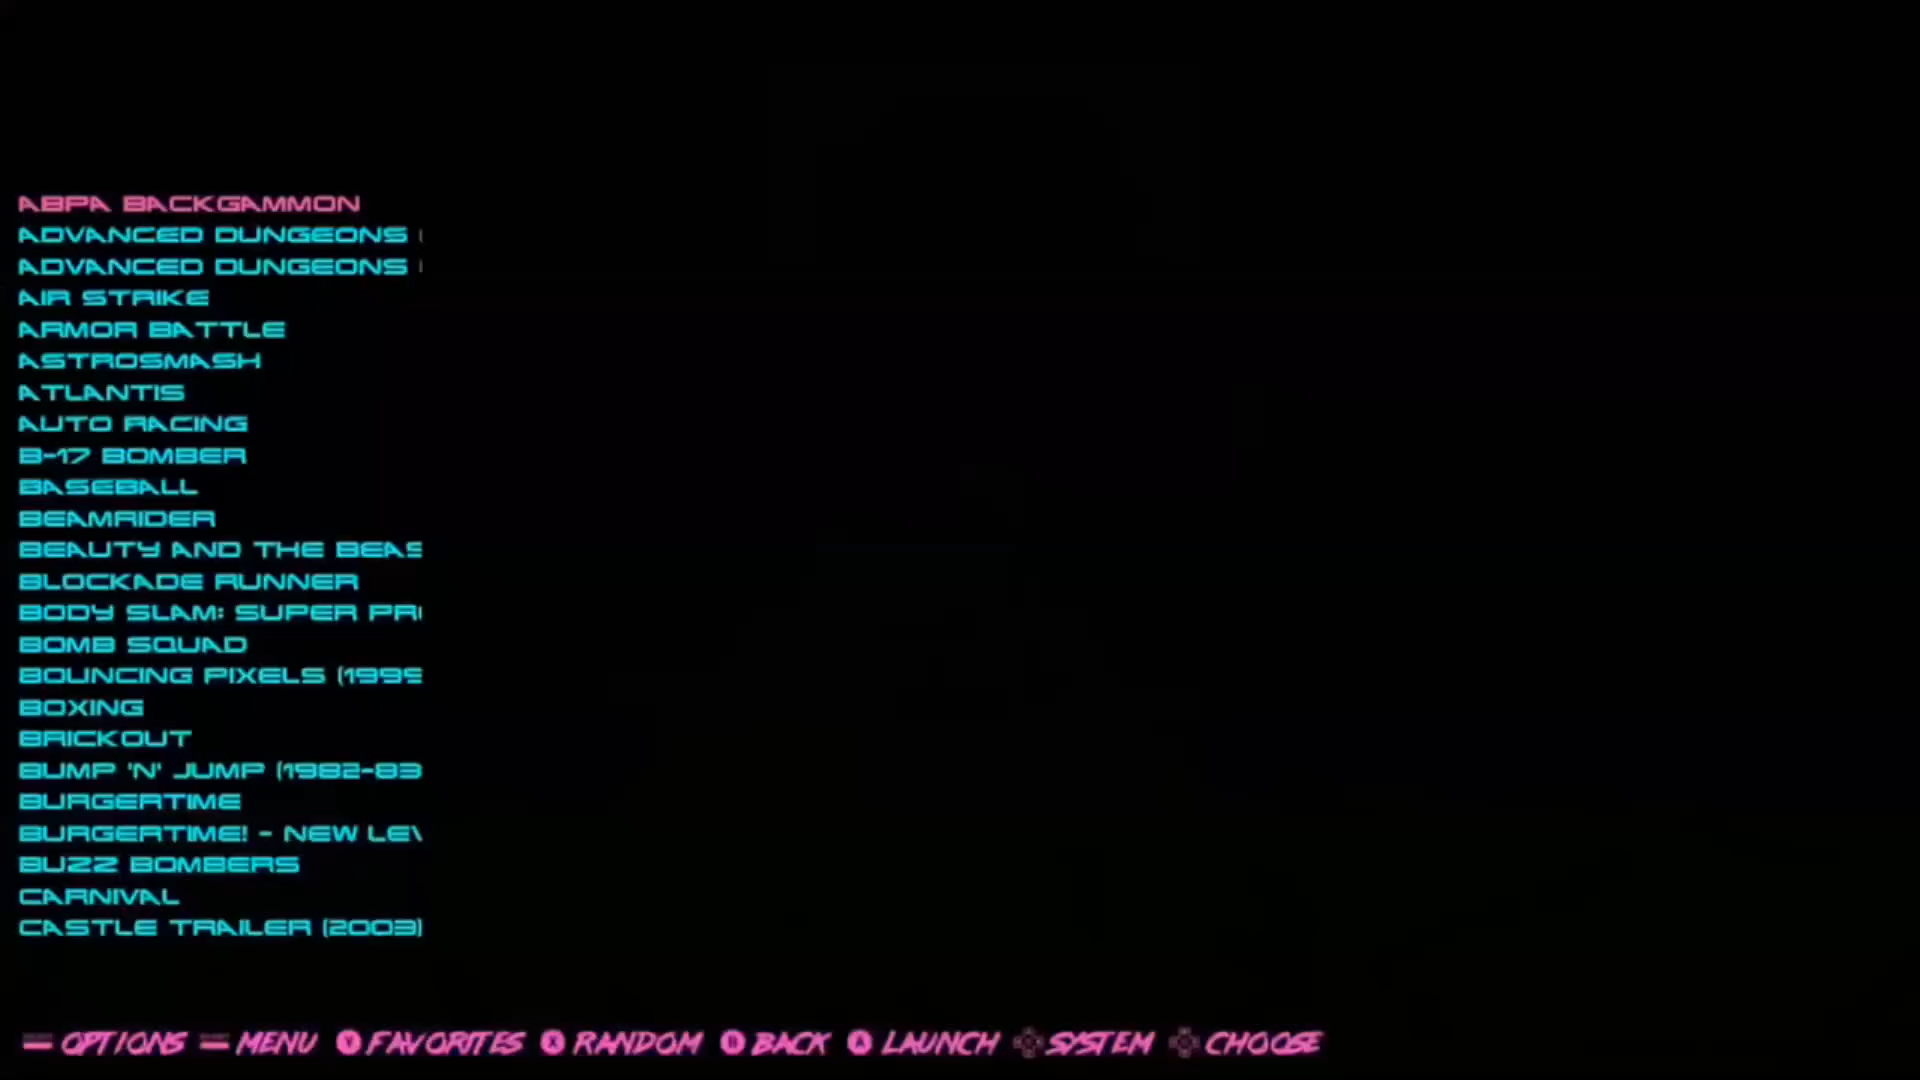 ABPA BACKGAMMON
ADVANCED DUNGEONS
ADVANCED DUNGEONS
AIR STRIKE
ARMOR BATTLE
ASTROSMASH
ATLANTIS
AUTO RACING
B-17 BOMBER
BASEBALL
BEAMRIDER
BEAUTY AND THE BEAS
BLOCKADE RUNNER
BODY SLAM: SUPER PR
BOMB SQUAD
BOUNCING PIXELS (1999
BOXING
BRICKOUT
BUMP 'N' JUMP (1982-83
BURGERTIME
BURGERTIME! - NEW LEV
BUZZ BOMBERS
CARNIVAL
CASTLE TRAILER (2003)
OPTIONS MENU Y FAVORITES X RANDOM B BACK A LAUNCH SYSTEM CHOOSE